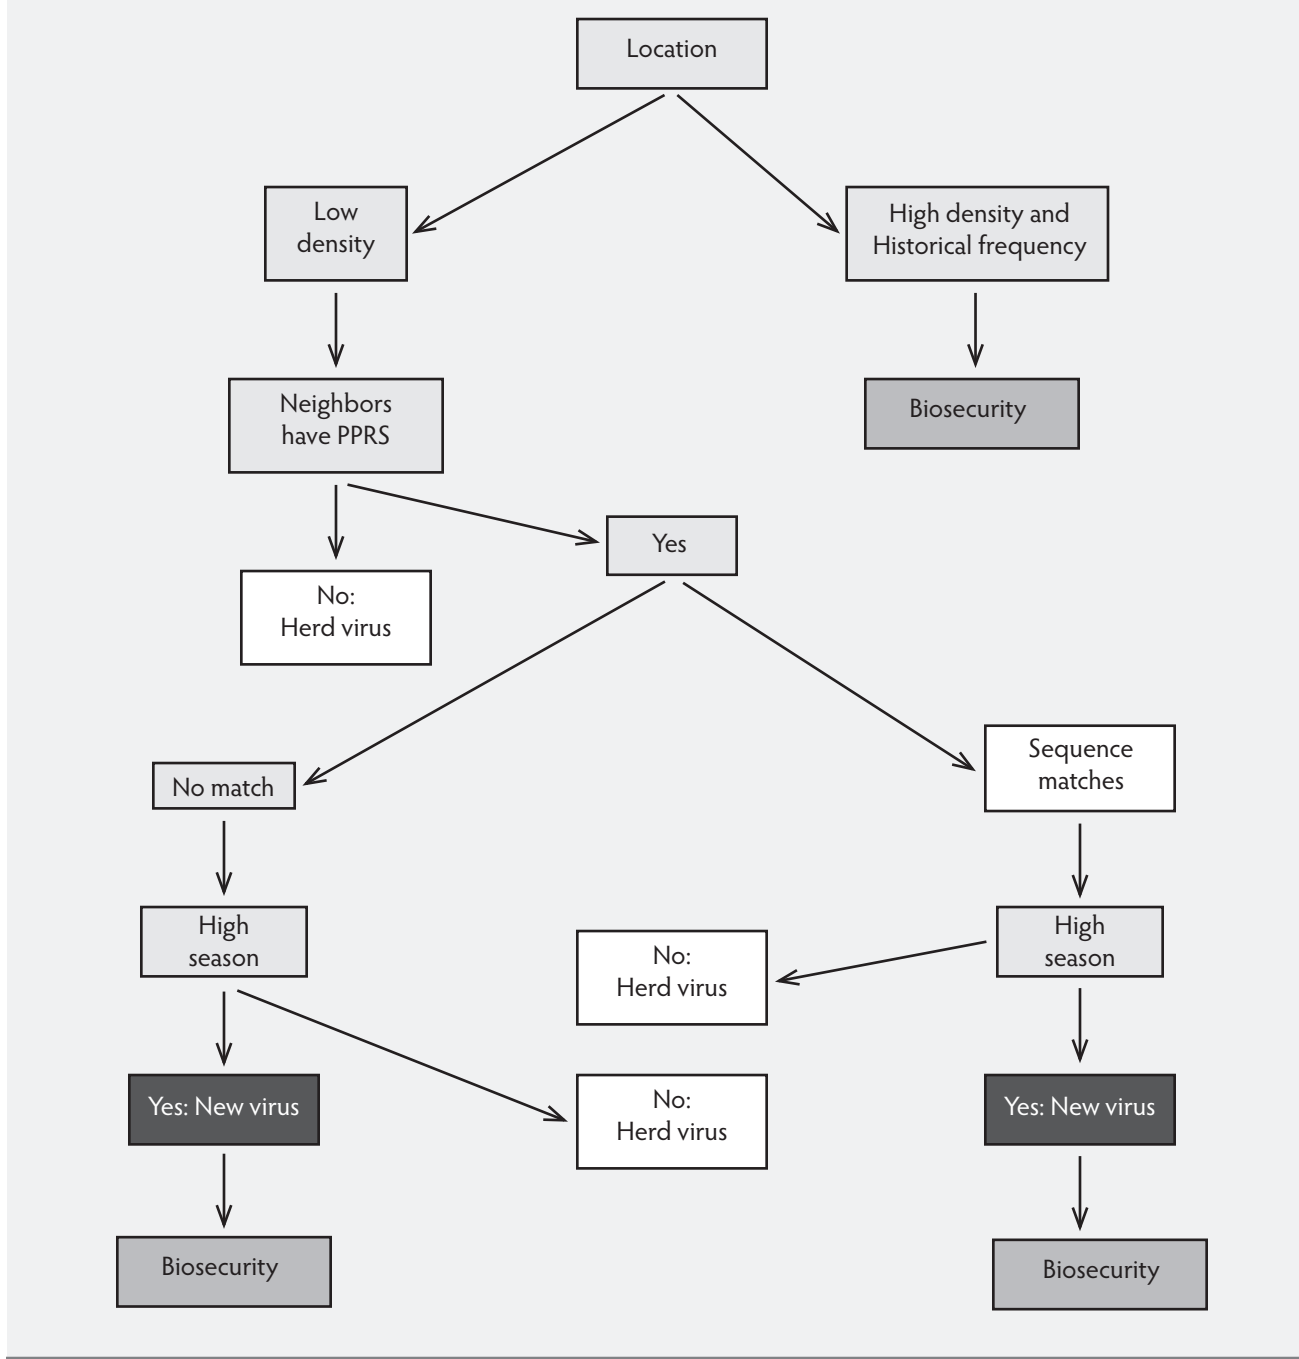 Location
Low
density
High density and
Historical frequency
Neighbors
have PPRS
Biosecurity
Yes
No:
Herd virus
Sequence
matches
No match
High
season
High
season
No:
Herd virus
Yes: New virus
No:
Herd virus
Yes: New virus
Biosecurity
Biosecurity